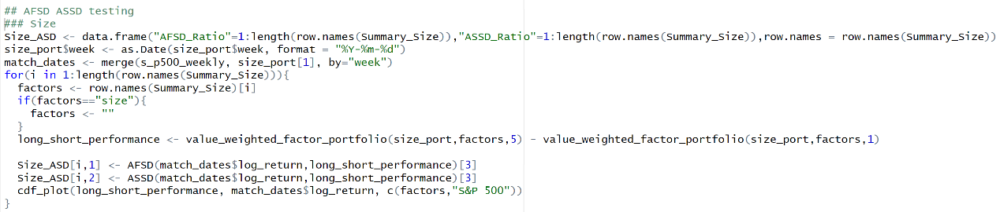 ## AFSD ASSD testing
### Size
Size_ASD <- data.frame("AFSD_Ratio"=1:length(row.names(Summary_Size)),"ASSD_Ratio"=1:length(row.names(Summary_Size)),row.names = row.names(Summary_Size))
size_port$week <- as.Date(size_port$week, format = "%Y-%m-%d")
match_dates <- merge(s_p500_weekly, size_port[1], by="week")
for(i in 1:length(row.names(Summary_Size))){
  factors <- row.names(Summary_Size)[i]
  if(factors=="size"){
    factors <- ""
  }
  long_short_performance <- value_weighted_factor_portfolio(size_port,factors,5) - value_weighted_factor_portfolio(size_port,factors,1)
  Size_ASD[i,1] <- AFSD(match_dates$log_return,long_short_performance)[3]
  Size_ASD[i,2] <- ASSD(match_dates$log_return,long_short_performance)[3]
  cdf_plot(long_short_performance, match_dates$log_return, c(factors,"S&P 500"))
}